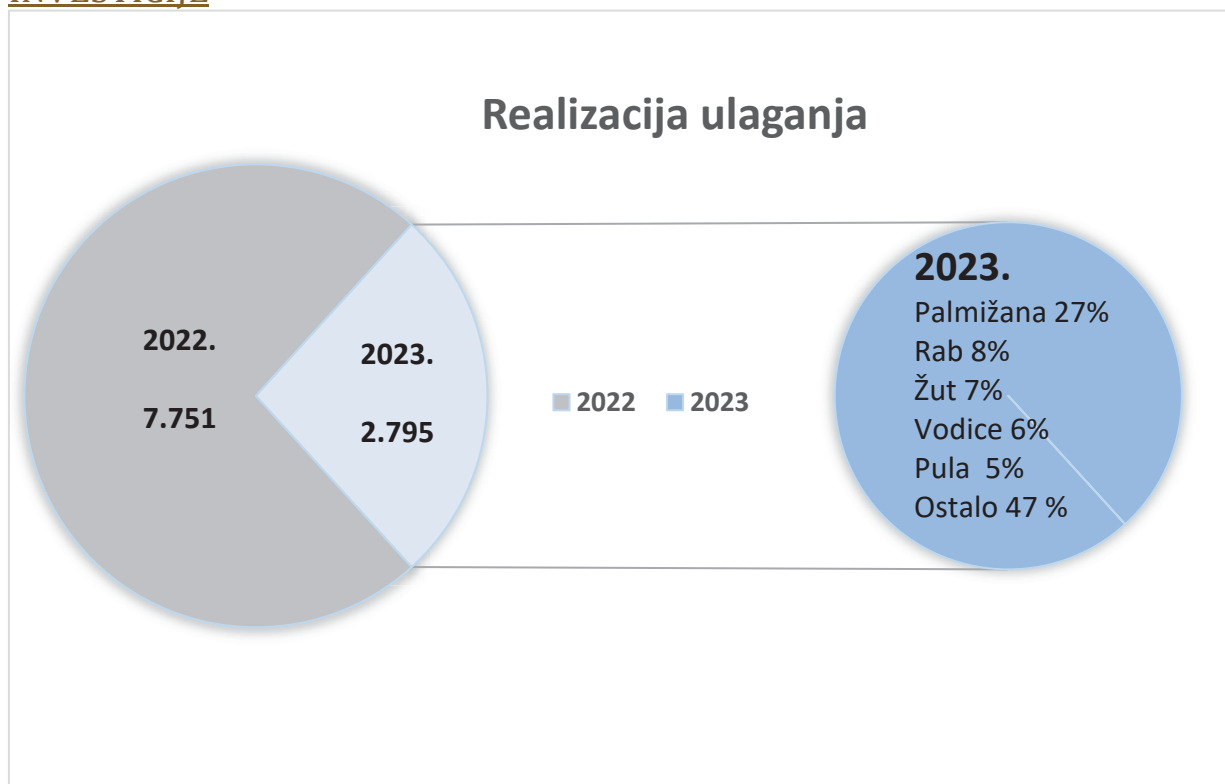 INVESTICIJE
Realizacija ulaganja
2022.
7.751
2023.
2.795
2022
2023
2023.
Palmižana 27%
Rab 8%
Žut 7%
Vodice 6%
Pula 5%
Ostalo 47 %